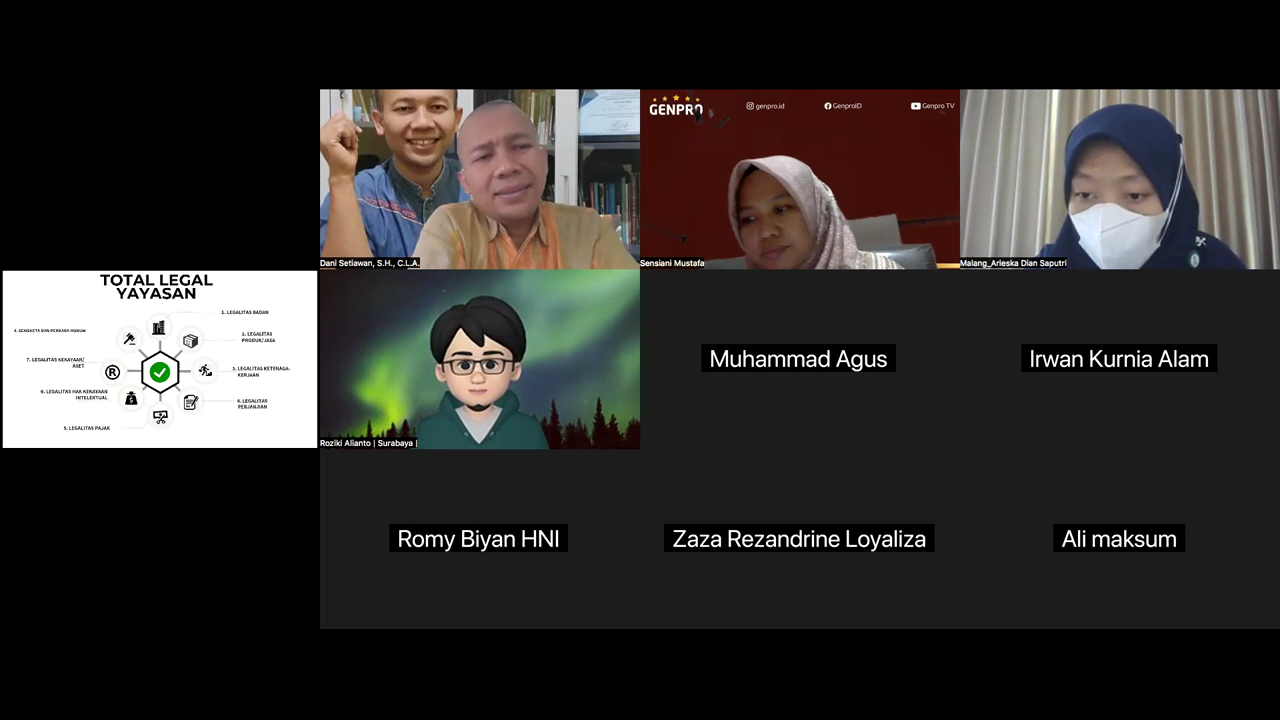 GENPRO
genpro.id
GenproID
Genpro TV
Dani Setiawan, S.H., C.L.A.
Sensiani Mustafa
Malang_Arieska Dian Saputri
TOTAL LEGAL
YAYASAN
1. LEGALITAS BADAN
2. LEGALITAS
PRODUK/JASA
3. LEGALITAS KETENAGA-
KERJAAN
4. LEGALITAS
PERJANJIAN
5. LEGALITAS PAJAK
6. LEGALITAS HAK KEKAYAAN
INTELEKTUAL
7. LEGALITAS KEKAYAAN/
ASET
8. SENGKETA DAN PERKARA HUKUM
R
$
Roziki Alianto | Surabaya |
Muhammad Agus
Irwan Kurnia Alam
Romy Biyan HNI
Zaza Rezandrine Loyaliza
Ali maksum